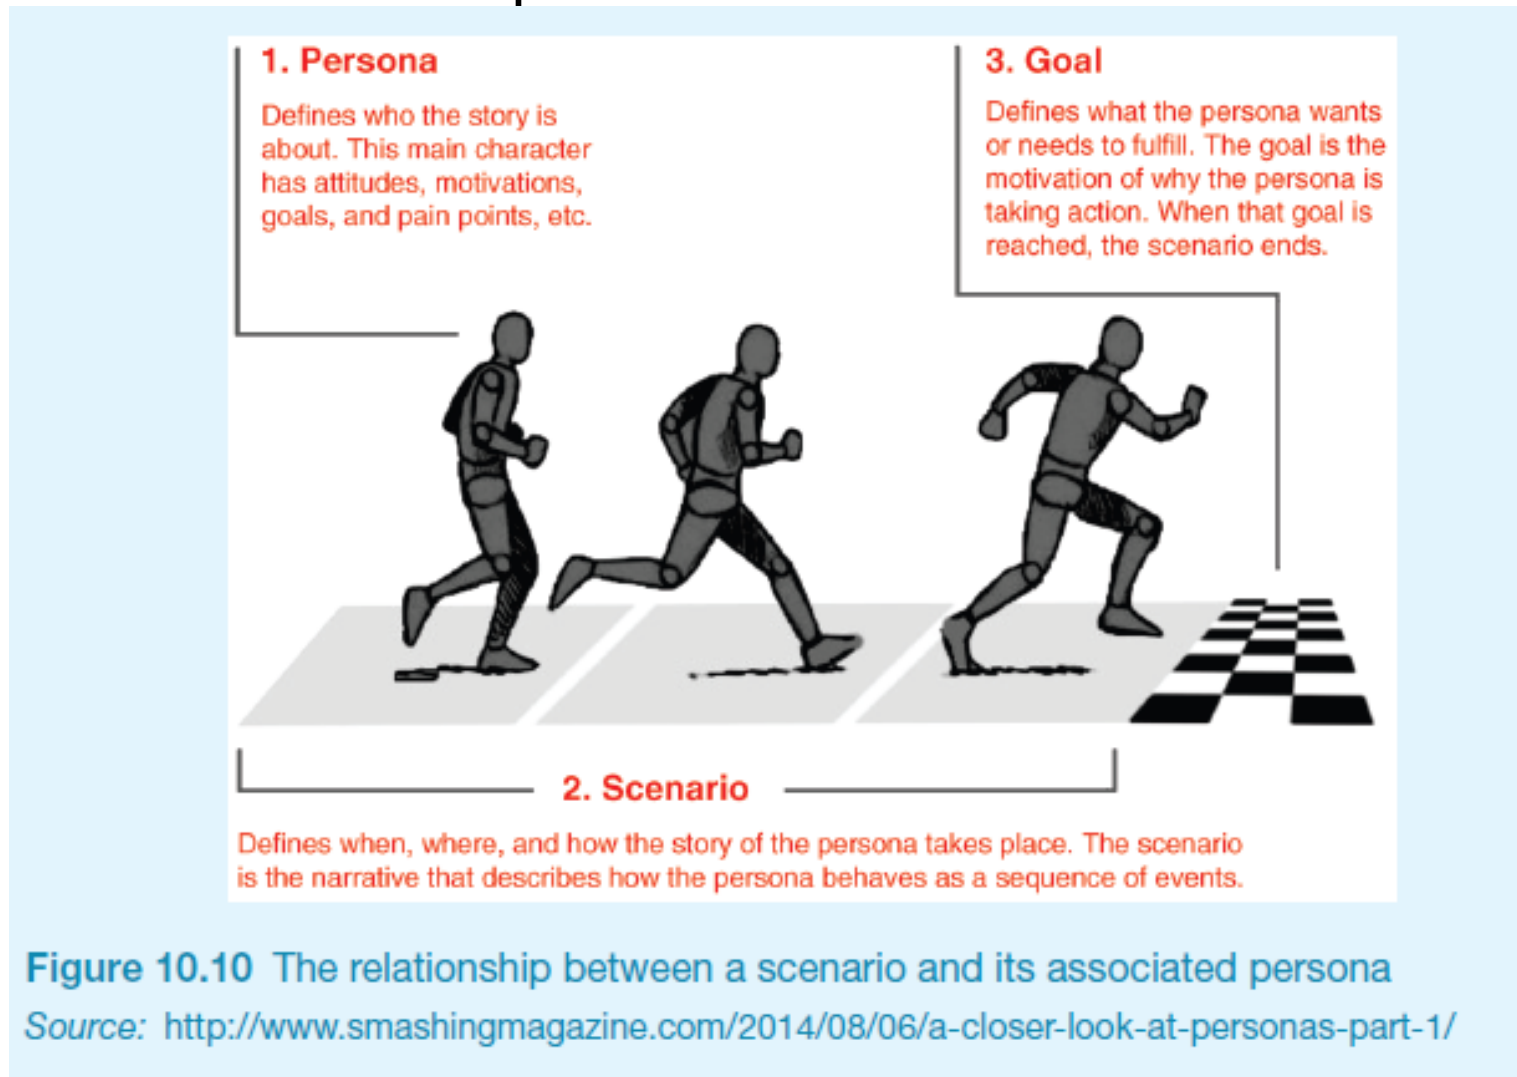 1. Persona
Defines who the story is
about. This main character
has attitudes, motivations,
goals, and pain points, etc.
3. Goal
Defines what the persona wants
or needs to fulfill. The goal is the
motivation of why the persona is
taking action. When that goal is
reached, the scenario ends.
2. Scenario
Defines when, where, and how the story of the persona takes place. The scenario
is the narrative that describes how the persona behaves as a sequence of events.
Figure 10.10 The relationship between a scenario and its associated persona
Source: http://www.smashingmagazine.com/2014/08/06/a-closer-look-at-personas-part-1/